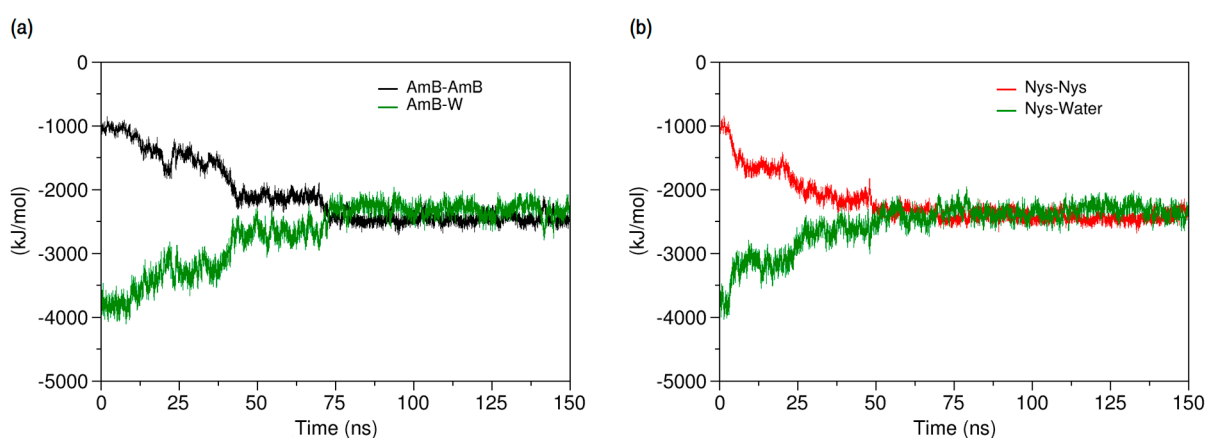 (a)
0
-1000
-2000
-3000
-4000
-5000
(kJ/mol)
AmB-AmB
AmB-W
0 25 50 75 100 125 150
Time (ns)
(b)
0
-1000
-2000
-3000
-4000
-5000
(kJ/mol)
Nys-Nys
Nys-Water
0 25 50 75 100 125 150
Time (ns)